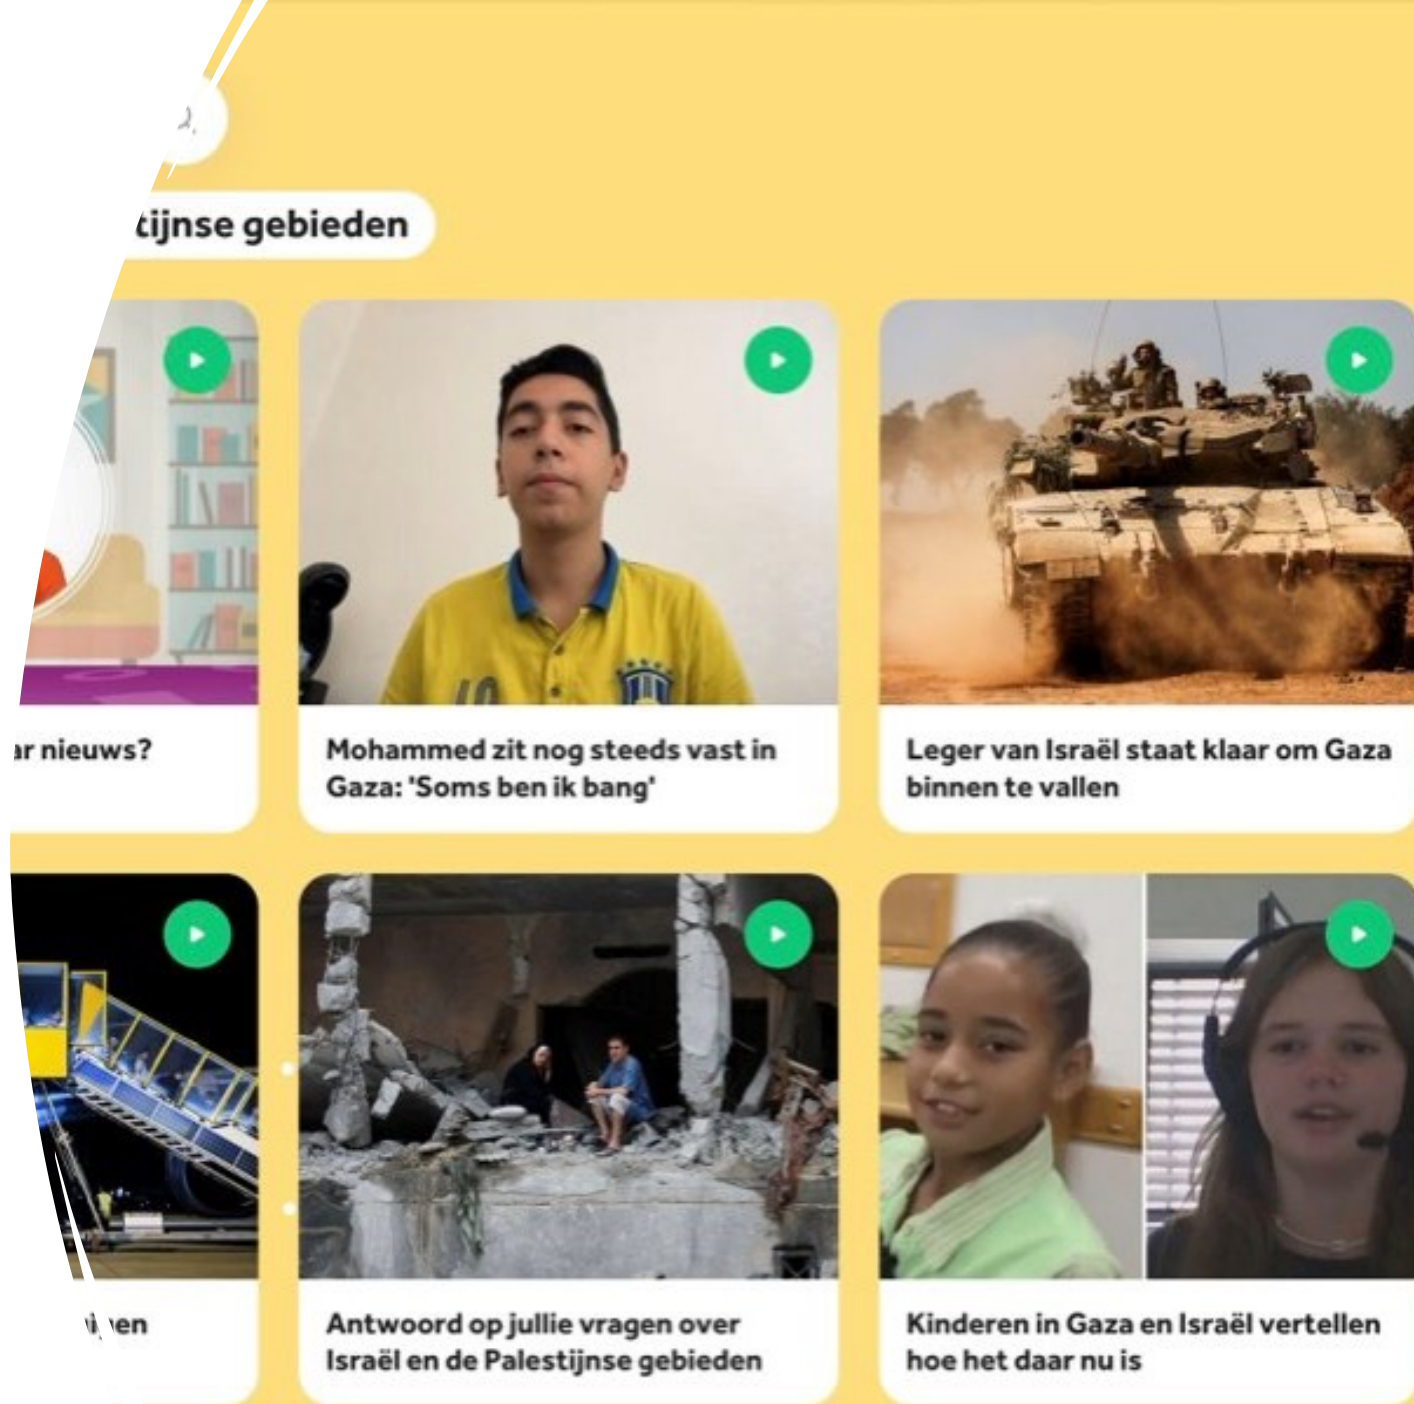 tijnse gebieden
ar nieuws?
Mohammed zit nog steeds vast in
Gaza: 'Soms ben ik bang'
Leger van Israël staat klaar om Gaza
binnen te vallen
Antwoord op jullie vragen over
Israël en de Palestijnse gebieden
Kinderen in Gaza en Israël vertellen
hoe het daar nu is